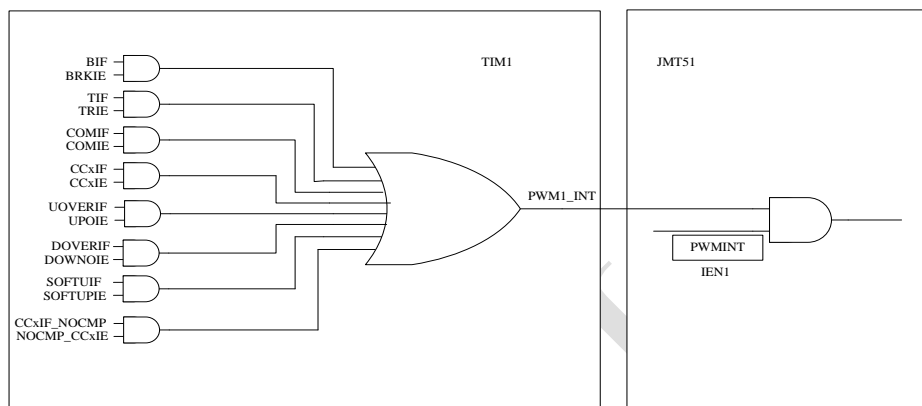 BIF
BRKIE
TIF
TRIE
COMIF
COMIE
CCxIF
CCxIE
UOVERIF
UPOIE
DOVERIF
DOWNOIE
SOFTUIF
SOFTUPIE
CCxIF_NOCMP
NOCMP_CCxIE
TIM1
PWM1_INT
JMT51
PWMINT
IEN1